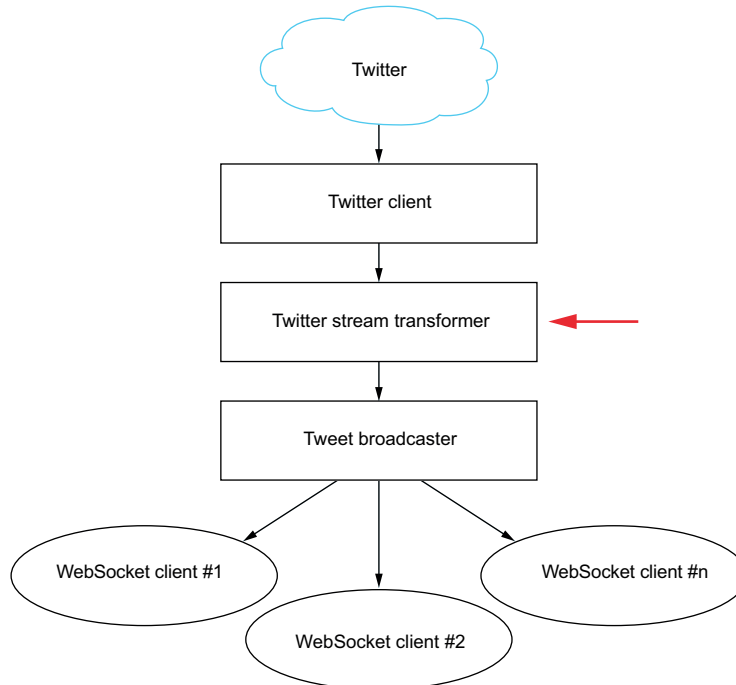 Twitter
Twitter client
Twitter stream transformer
Tweet broadcaster
WebSocket client #1
WebSocket client #n
WebSocket client #2